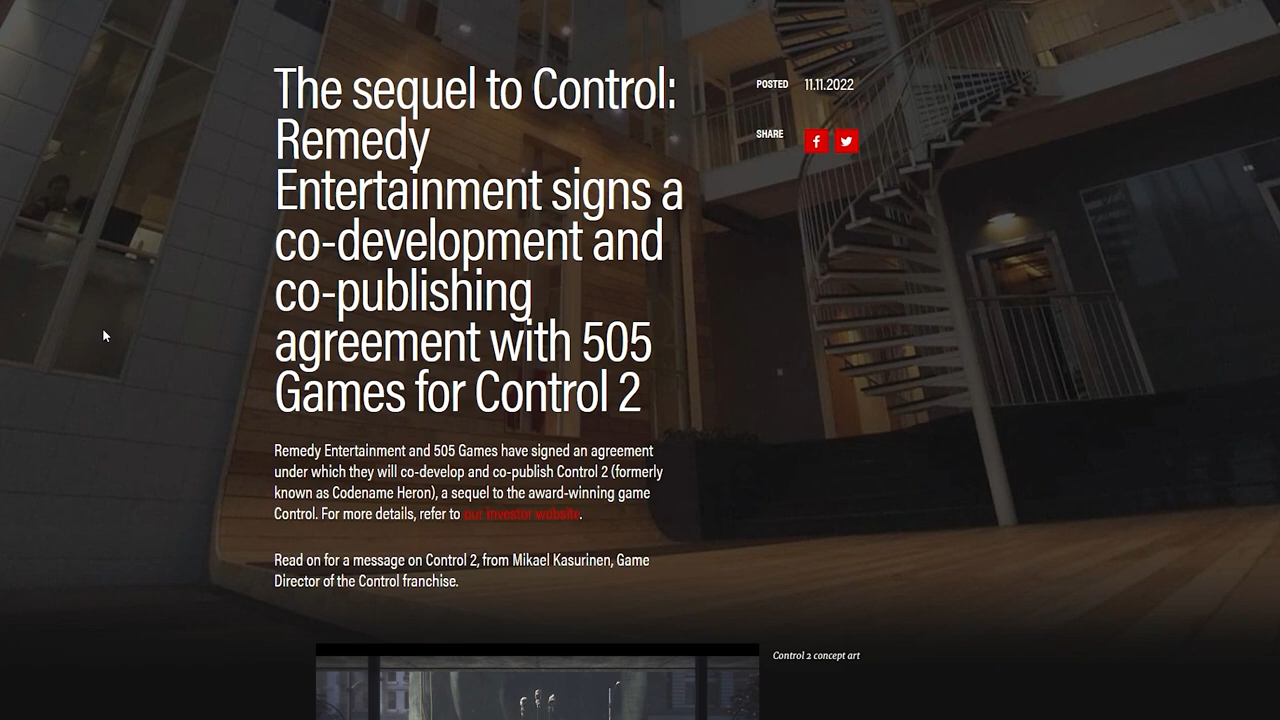 The sequel to Control:
Remedy
Entertainment signs a
co-development and
co-publishing
agreement with 505
Games for Control 2
POSTED 11.11.2022
SHARE
Remedy Entertainment and 505 Games have signed an agreement
under which they will co-develop and co-publish Control 2 (formerly
known as Codename Heron), a sequel to the award-winning game
Control. For more details, refer to our investor website.
Read on for a message on Control 2, from Mikael Kasurinen, Game
Director of the Control franchise.
Control 2 concept art